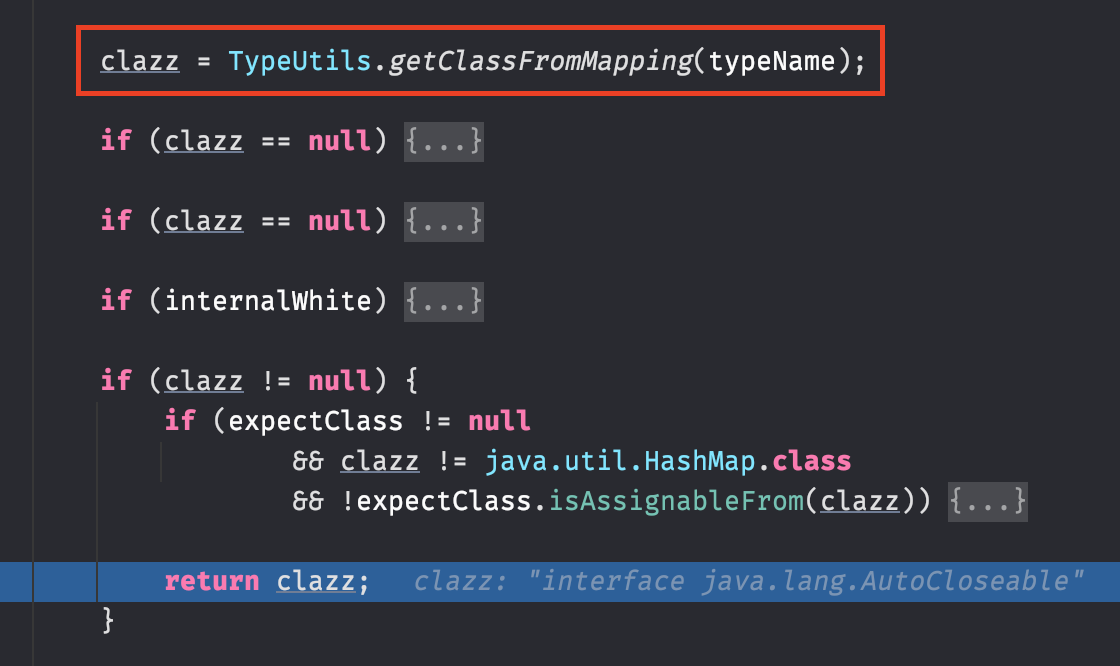 clazz = TypeUtils.getClassFromMapping(typeName);
if (clazz == null) {...}
if (clazz == null) {...}
if (internalWhite) {...}
if (clazz != null) {
if (expectClass != null
&& clazz != java.util.HashMap.class
&& !expectClass.isAssignableFrom(clazz)) {...}
return clazz; clazz: "interface java.lang.AutoCloseable"
}